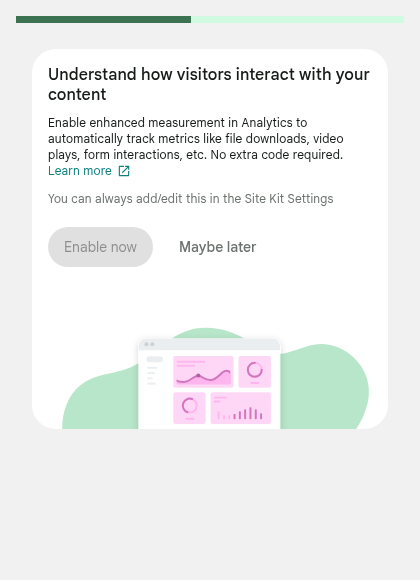 Understand how visitors interact with your
content
Enable enhanced measurement in Analytics to
automatically track metrics like file downloads, video
plays, form interactions, etc. No extra code required.
Learn more
You can always add/edit this in the Site Kit Settings
Enable now
Maybe later